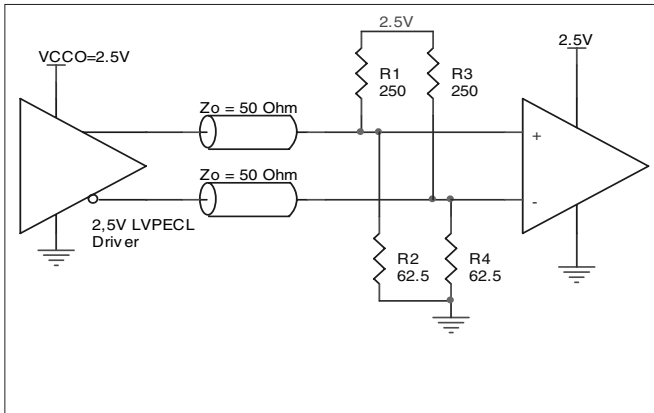 2.5V
VCCO=2.5V
2.5V
R1
250
R3
250
Zo = 50 Ohm
+
Zo = 50 Ohm
-
2,5V LVPECL
Driver
R2
62.5
R4
62.5